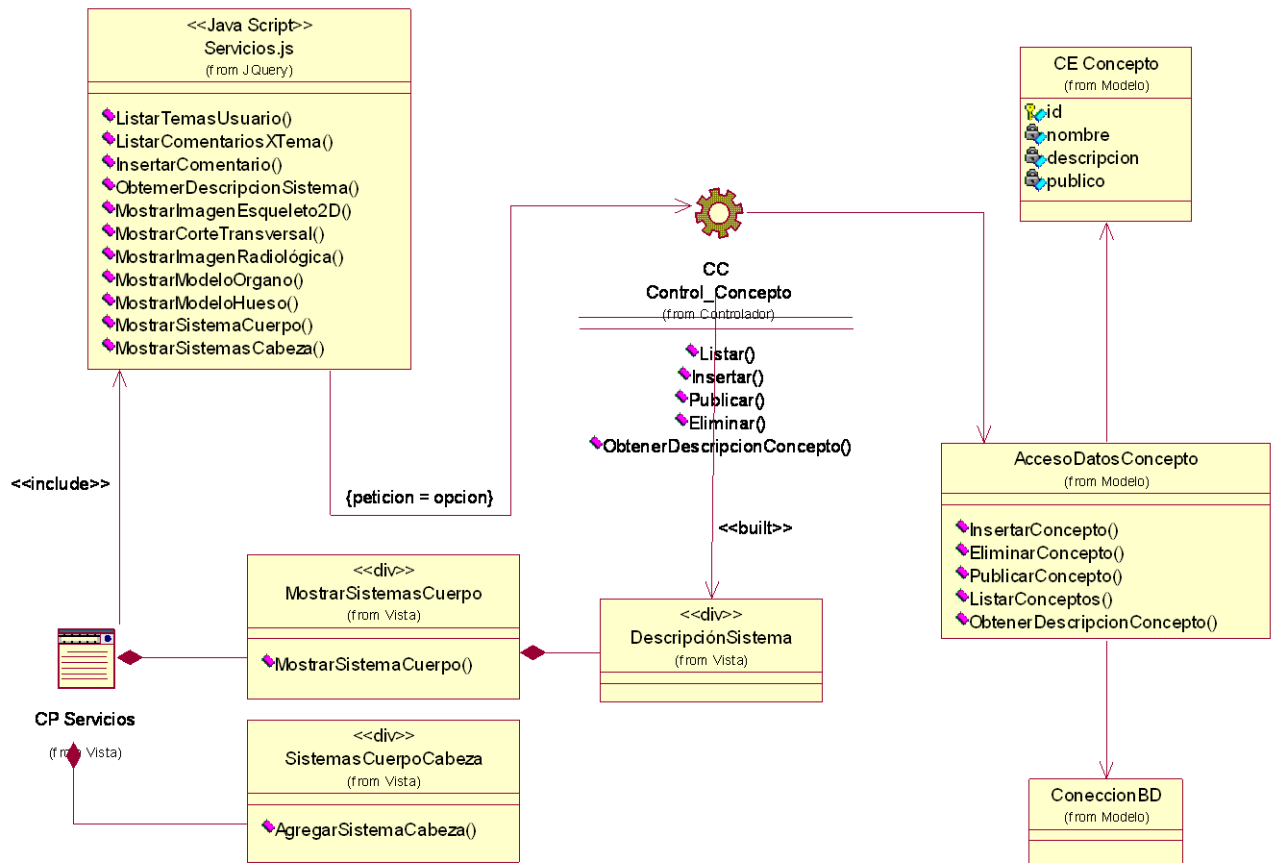 <<Java Script>>
Servicios.js
(from JQuery)
ListarTemasUsuario()
ListarComentariosXTema()
InsertarComentario()
ObtemerDescripcionSistema()
MostrarImagenEsqueleto2D()
MostrarCorteTransversal()
MostrarImagenRadiológica()
MostrarModeloOrgano()
MostrarModeloHueso()
MostrarSistemaCuerpo()
MostrarSistemasCabeza()
CE Concepto
(from Modelo)
id
nombre
descripcion
publico
CC
Control_Concepto
(from Controlador)
Listar()
Insertar()
Publicar()
Eliminar()
ObtenerDescripcionConcepto()
AccesoDatosConcepto
(from Modelo)
InsertarConcepto()
EliminarConcepto()
PublicarConcepto()
ListarConceptos()
ObtenerDescripcionConcepto()
<<include>>
{peticion = opcion}
<<built>>
<<div>>
MostrarSistemasCuerpo
(from Vista)
MostrarSistemaCuerpo()
<<div>>
DescripciónSistema
(from Vista)
CP Servicios
(from Vista)
<<div>>
SistemasCuerpoCabeza
(from Vista)
AgregarSistemaCabeza()
ConeccionBD
(from Modelo)